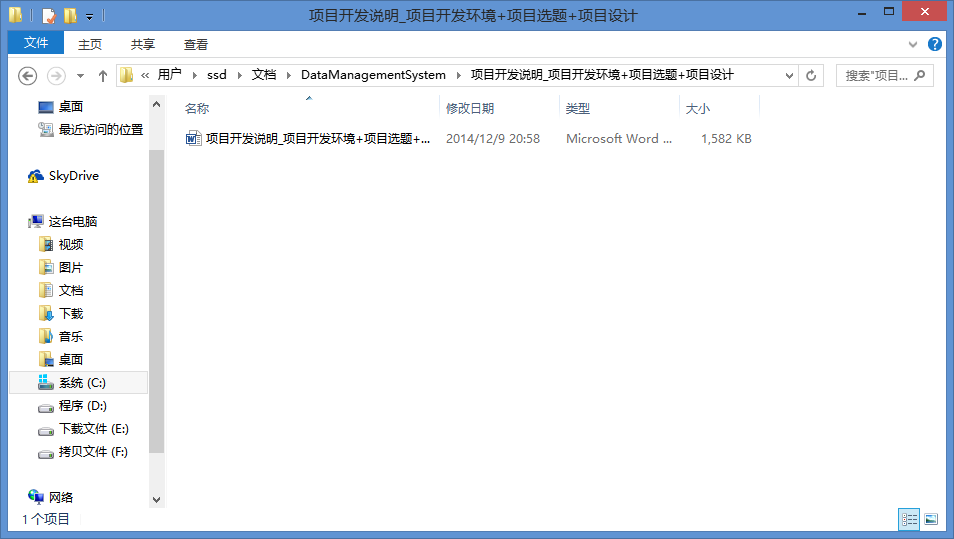 项目开发说明_项目开发环境+项目选题+项目设计
文件 主页 共享 查看
« 用户 ssd 文档 DataManagementSystem 项目开发说明_项目开发环境+项目选题+项目设计 搜索"项目...
名称 修改日期 类型 大小
项目开发说明_项目开发环境+项目选题+... 2014/12/9 20:58 Microsoft Word ... 1,582 KB
桌面
最近访问的位置
SkyDrive
这台电脑
视频
图片
文档
下载
音乐
桌面
系统 (C:)
程序 (D:)
下载文件 (E:)
拷贝文件 (F:)
网络
1 个项目